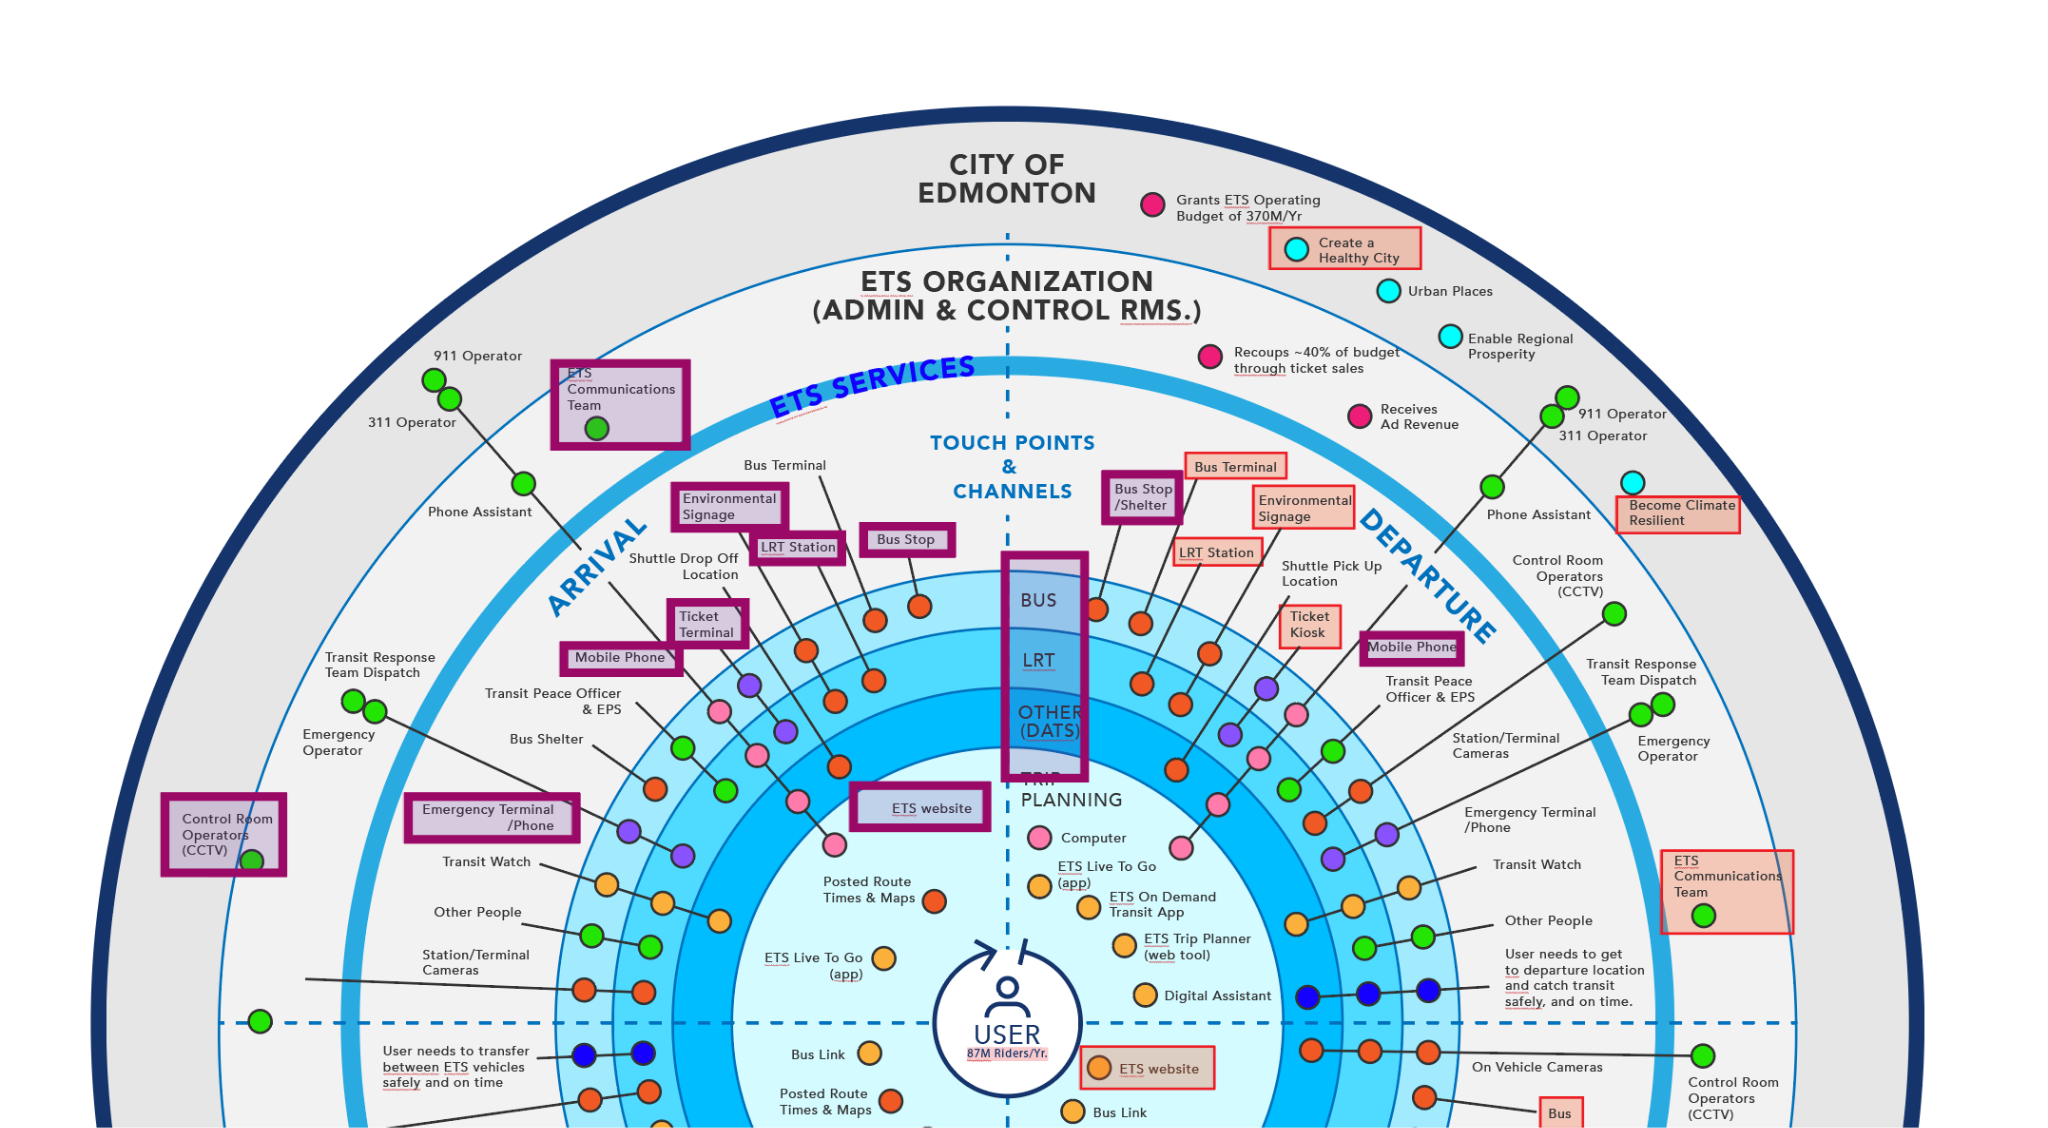 CITY OF
EDMONTON
Grants ETS Operating
Budget of 370M/Yr
Create a
Healthy City
Urban Places
Enable Regional
Prosperity
ETS ORGANIZATION
(ADMIN & CONTROL RMS.)
Recoups ~40% of budget
through ticket sales
Receives
Ad Revenue
911 Operator
311 Operator
Become Climate
Resilient
911 Operator
311 Operator
ETS
Communications
Team
Phone Assistant
Phone Assistant
ETS SERVICES
TOUCH POINTS
&
CHANNELS
ARRIVAL
DEPARTURE
Bus Terminal
Environmental
Signage
LRT Station
Bus Stop
Shuttle Drop Off
Location
Ticket
Terminal
Mobile Phone
Transit Peace Officer
& EPS
Bus Shelter
Transit Response
Team Dispatch
Emergency
Operator
Control Room
Operators
(CCTV)
Emergency Terminal
/Phone
Transit Watch
Other People
Station/Terminal
Cameras
User needs to transfer
between ETS vehicles
safely and on time
Bus Stop
/Shelter
Bus Terminal
Environmental
Signage
LRT Station
Shuttle Pick Up
Location
Ticket
Kiosk
Mobile Phone
Transit Peace
Officer & EPS
Control Room
Operators
(CCTV)
Transit Response
Team Dispatch
Emergency
Operator
Station/Terminal
Cameras
Emergency Terminal
/Phone
Transit Watch
Other People
User needs to get
to departure location
and catch transit
safely, and on time.
ETS
Communications
Team
On Vehicle Cameras
Control Room
Operators
(CCTV)
Bus
BUS
LRT
OTHER
(DATS)
TRIP
PLANNING
Computer
ETS Live To Go
(app)
ETS On Demand
Transit App
ETS Trip Planner
(web tool)
Digital Assistant
ETS website
Bus Link
ETS website
Posted Route
Times & Maps
ETS Live To Go
(app)
Bus Link
Posted Route
Times & Maps
USER
87M Riders/Yr.